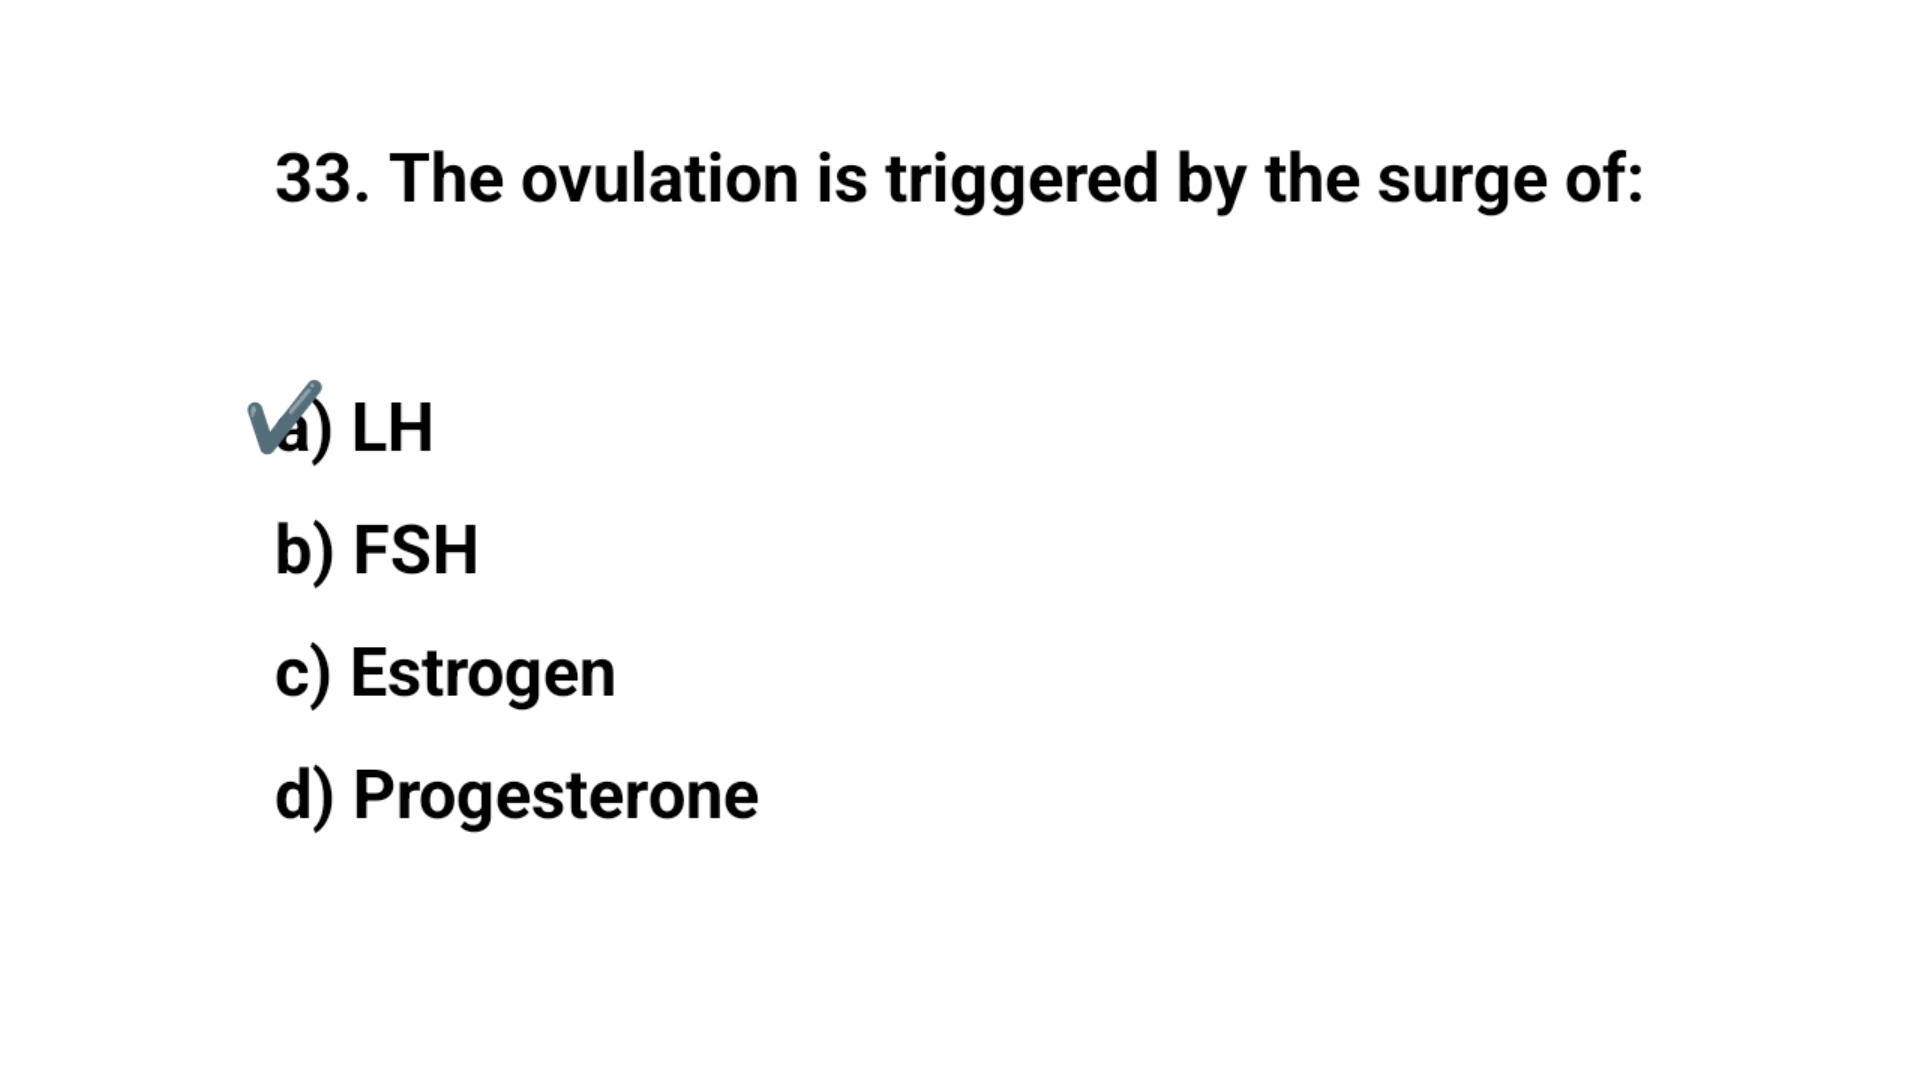 33. The ovulation is triggered by the surge of:
a) LH
b) FSH
c) Estrogen
d) Progesterone